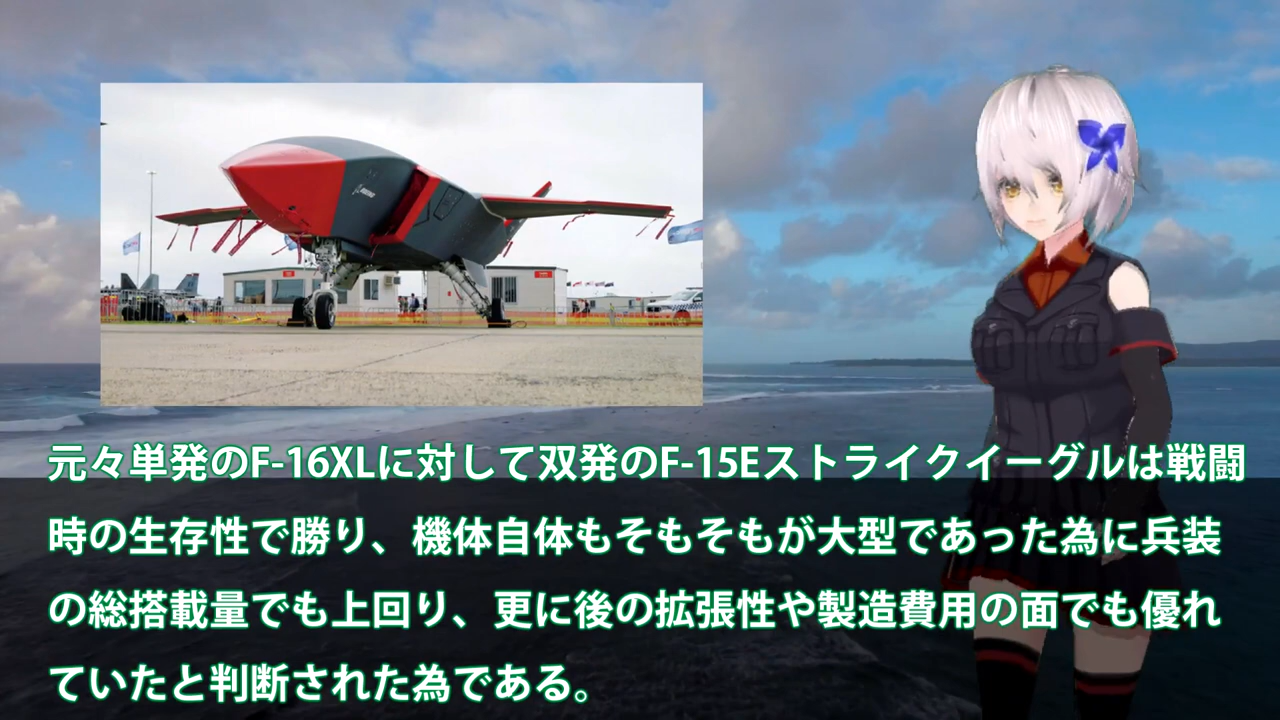 BOEING
元々単発のF-16XLに対して双発のF-15Eストライクイーグルは戦闘
時の生存性で勝り、機体自体もそもそもが大型であった為に兵装
の総搭載量でも上回り、更に後の拡張性や製造費用の面でも優れ
ていたと判断された為である。